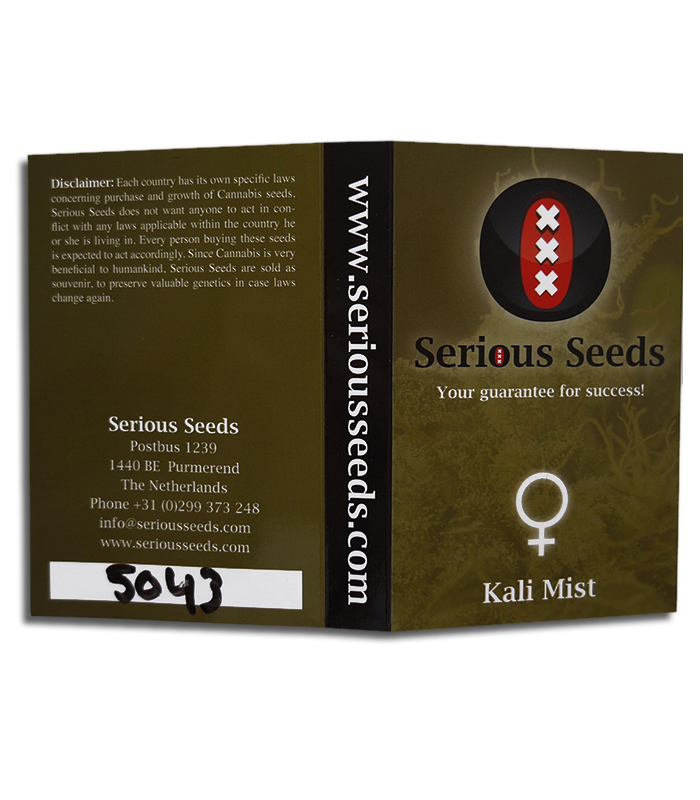 Disclaimer: Each country has its own specific laws
concerning purchase and growth of Cannabis seeds.
Serious Seeds does not want anyone to act in con-
flict with any laws applicable within the country he
or she is living in. Every person buying these seeds
is expected to act accordingly. Since Cannabis is very
beneficial to humankind, Serious Seeds are sold as
souvenir, to preserve valuable genetics in case laws
change again.
Serious Seeds
Postbus 1239
1440 BE Purmerend
The Netherlands
Phone +31 (0)299 373 248
info@seriousseeds.com
www.seriousseeds.com
5043
www.seriousseeds.com
XXX
Serious Seeds
Your guarantee for success!
Kali Mist